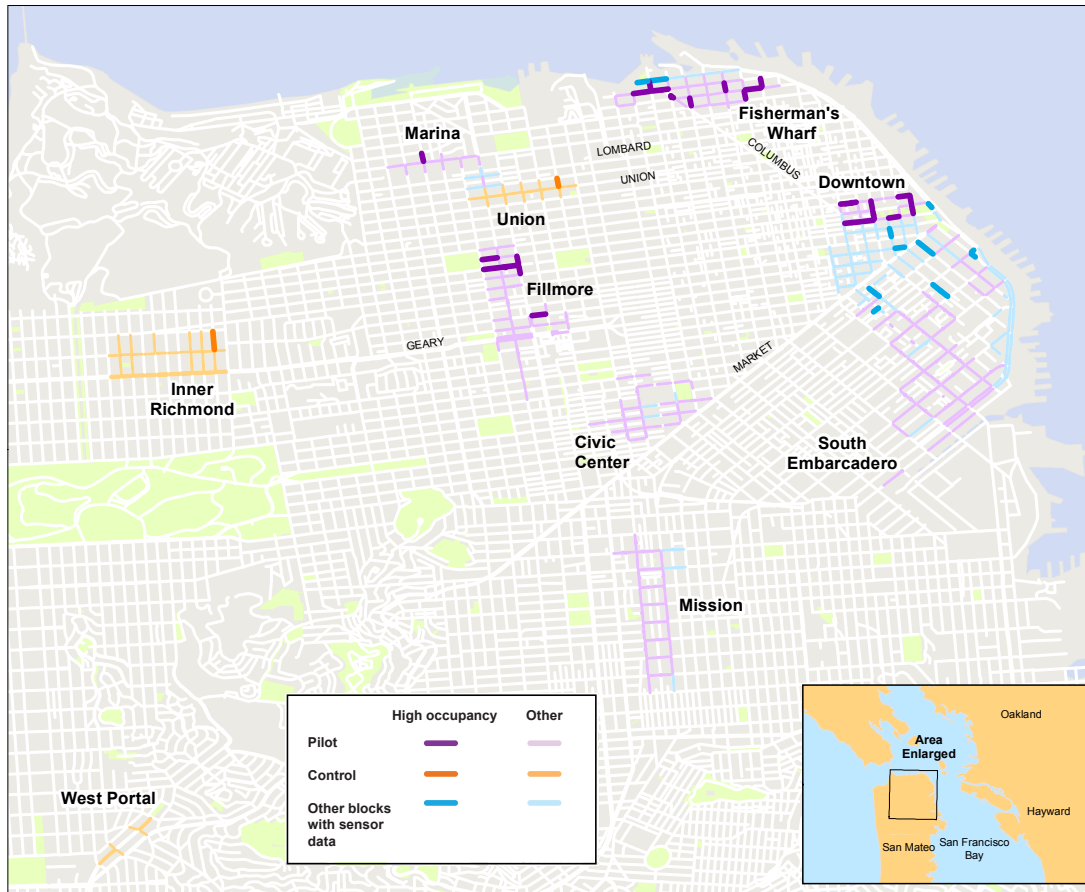 Marina
Fisherman's
Wharf
LOMBARD
COLUMBUS
UNION
Downtown
Union
Fillmore
GEARY
MARKET
Inner
Richmond
Civic
Center
South
Embarcadero
Mission
West Portal
High occupancy Other
Pilot
Control
Other blocks
with sensor
data
Oakland
Area
Enlarged
Hayward
San Mateo
San Francisco
Bay